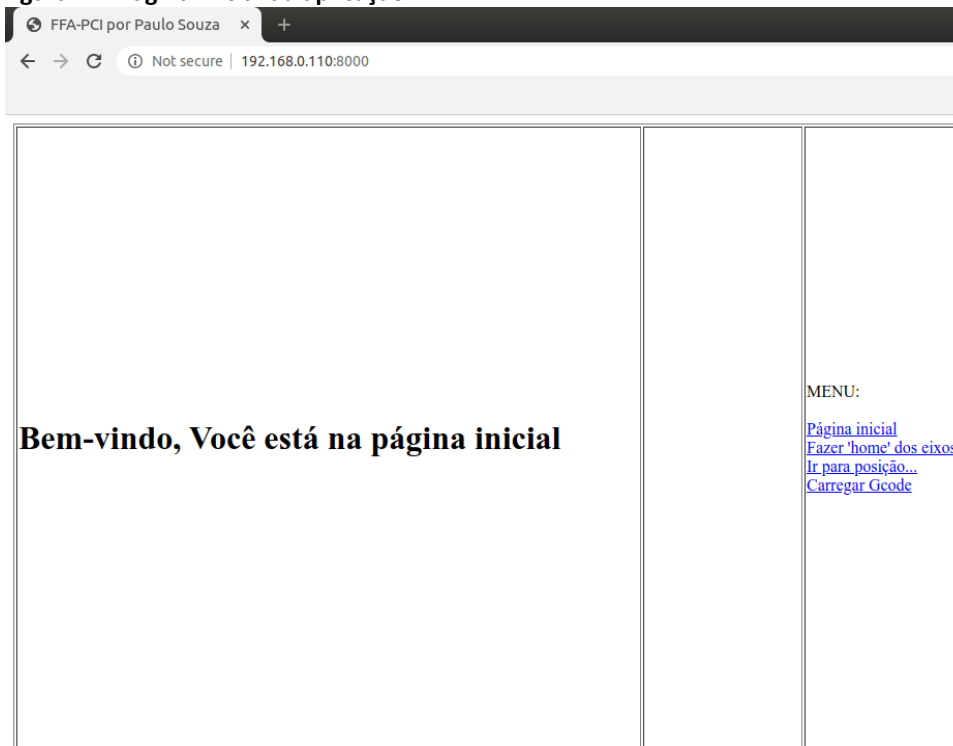 FFA-PCI por Paulo Souza
Not secure | 192.168.0.110:8000
Bem-vindo, Você está na página inicial
MENU:
Página inicial
Fazer 'home' dos eixos
Ir para posição...
Carregar Gcode